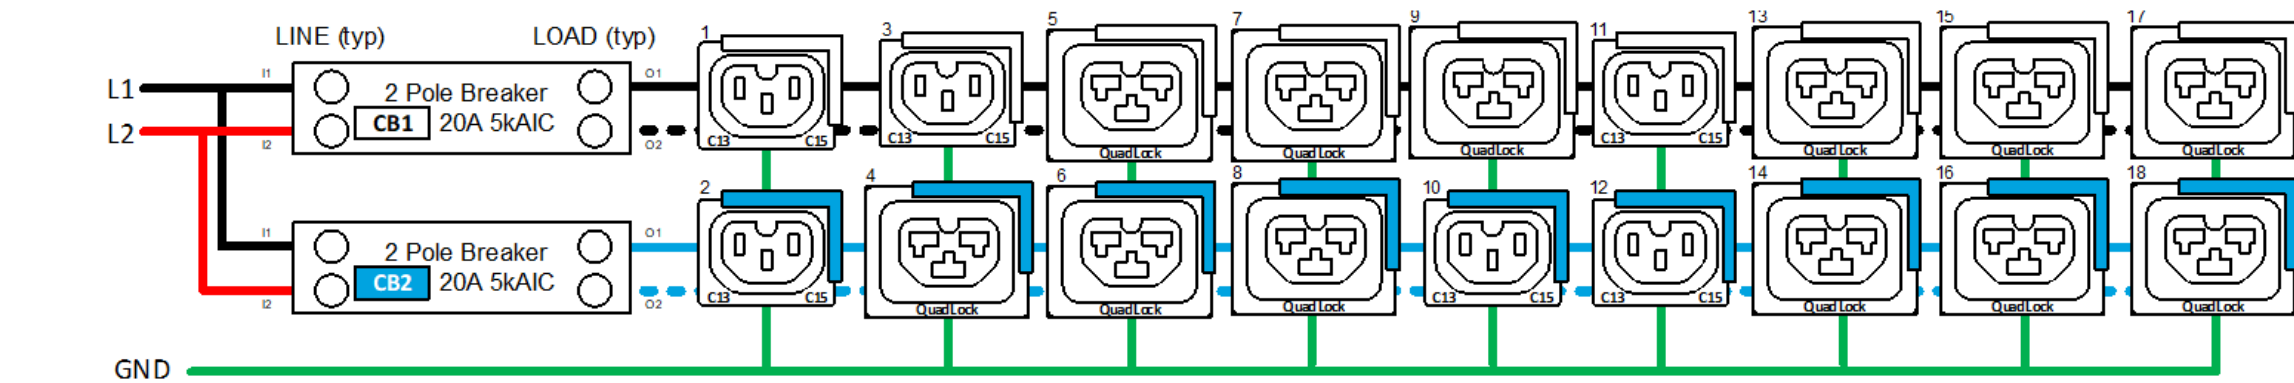 LINE (typ)
LOAD (typ)
1
3
5
7
9
11
13
15
17
L1
L2
I1
I2
2 Pole Breaker
CB1 20A 5kAIC
O1
O2
C13 C15
C13 C15
QuadLock
QuadLock
QuadLock
C13 C15
QuadLock
QuadLock
QuadLock
2
4
6
8
10
12
14
16
18
I1
I2
2 Pole Breaker
CB2 20A 5kAIC
O1
O2
C13 C15
QuadLock
QuadLock
QuadLock
C13 C15
C13 C15
QuadLock
QuadLock
QuadLock
GND